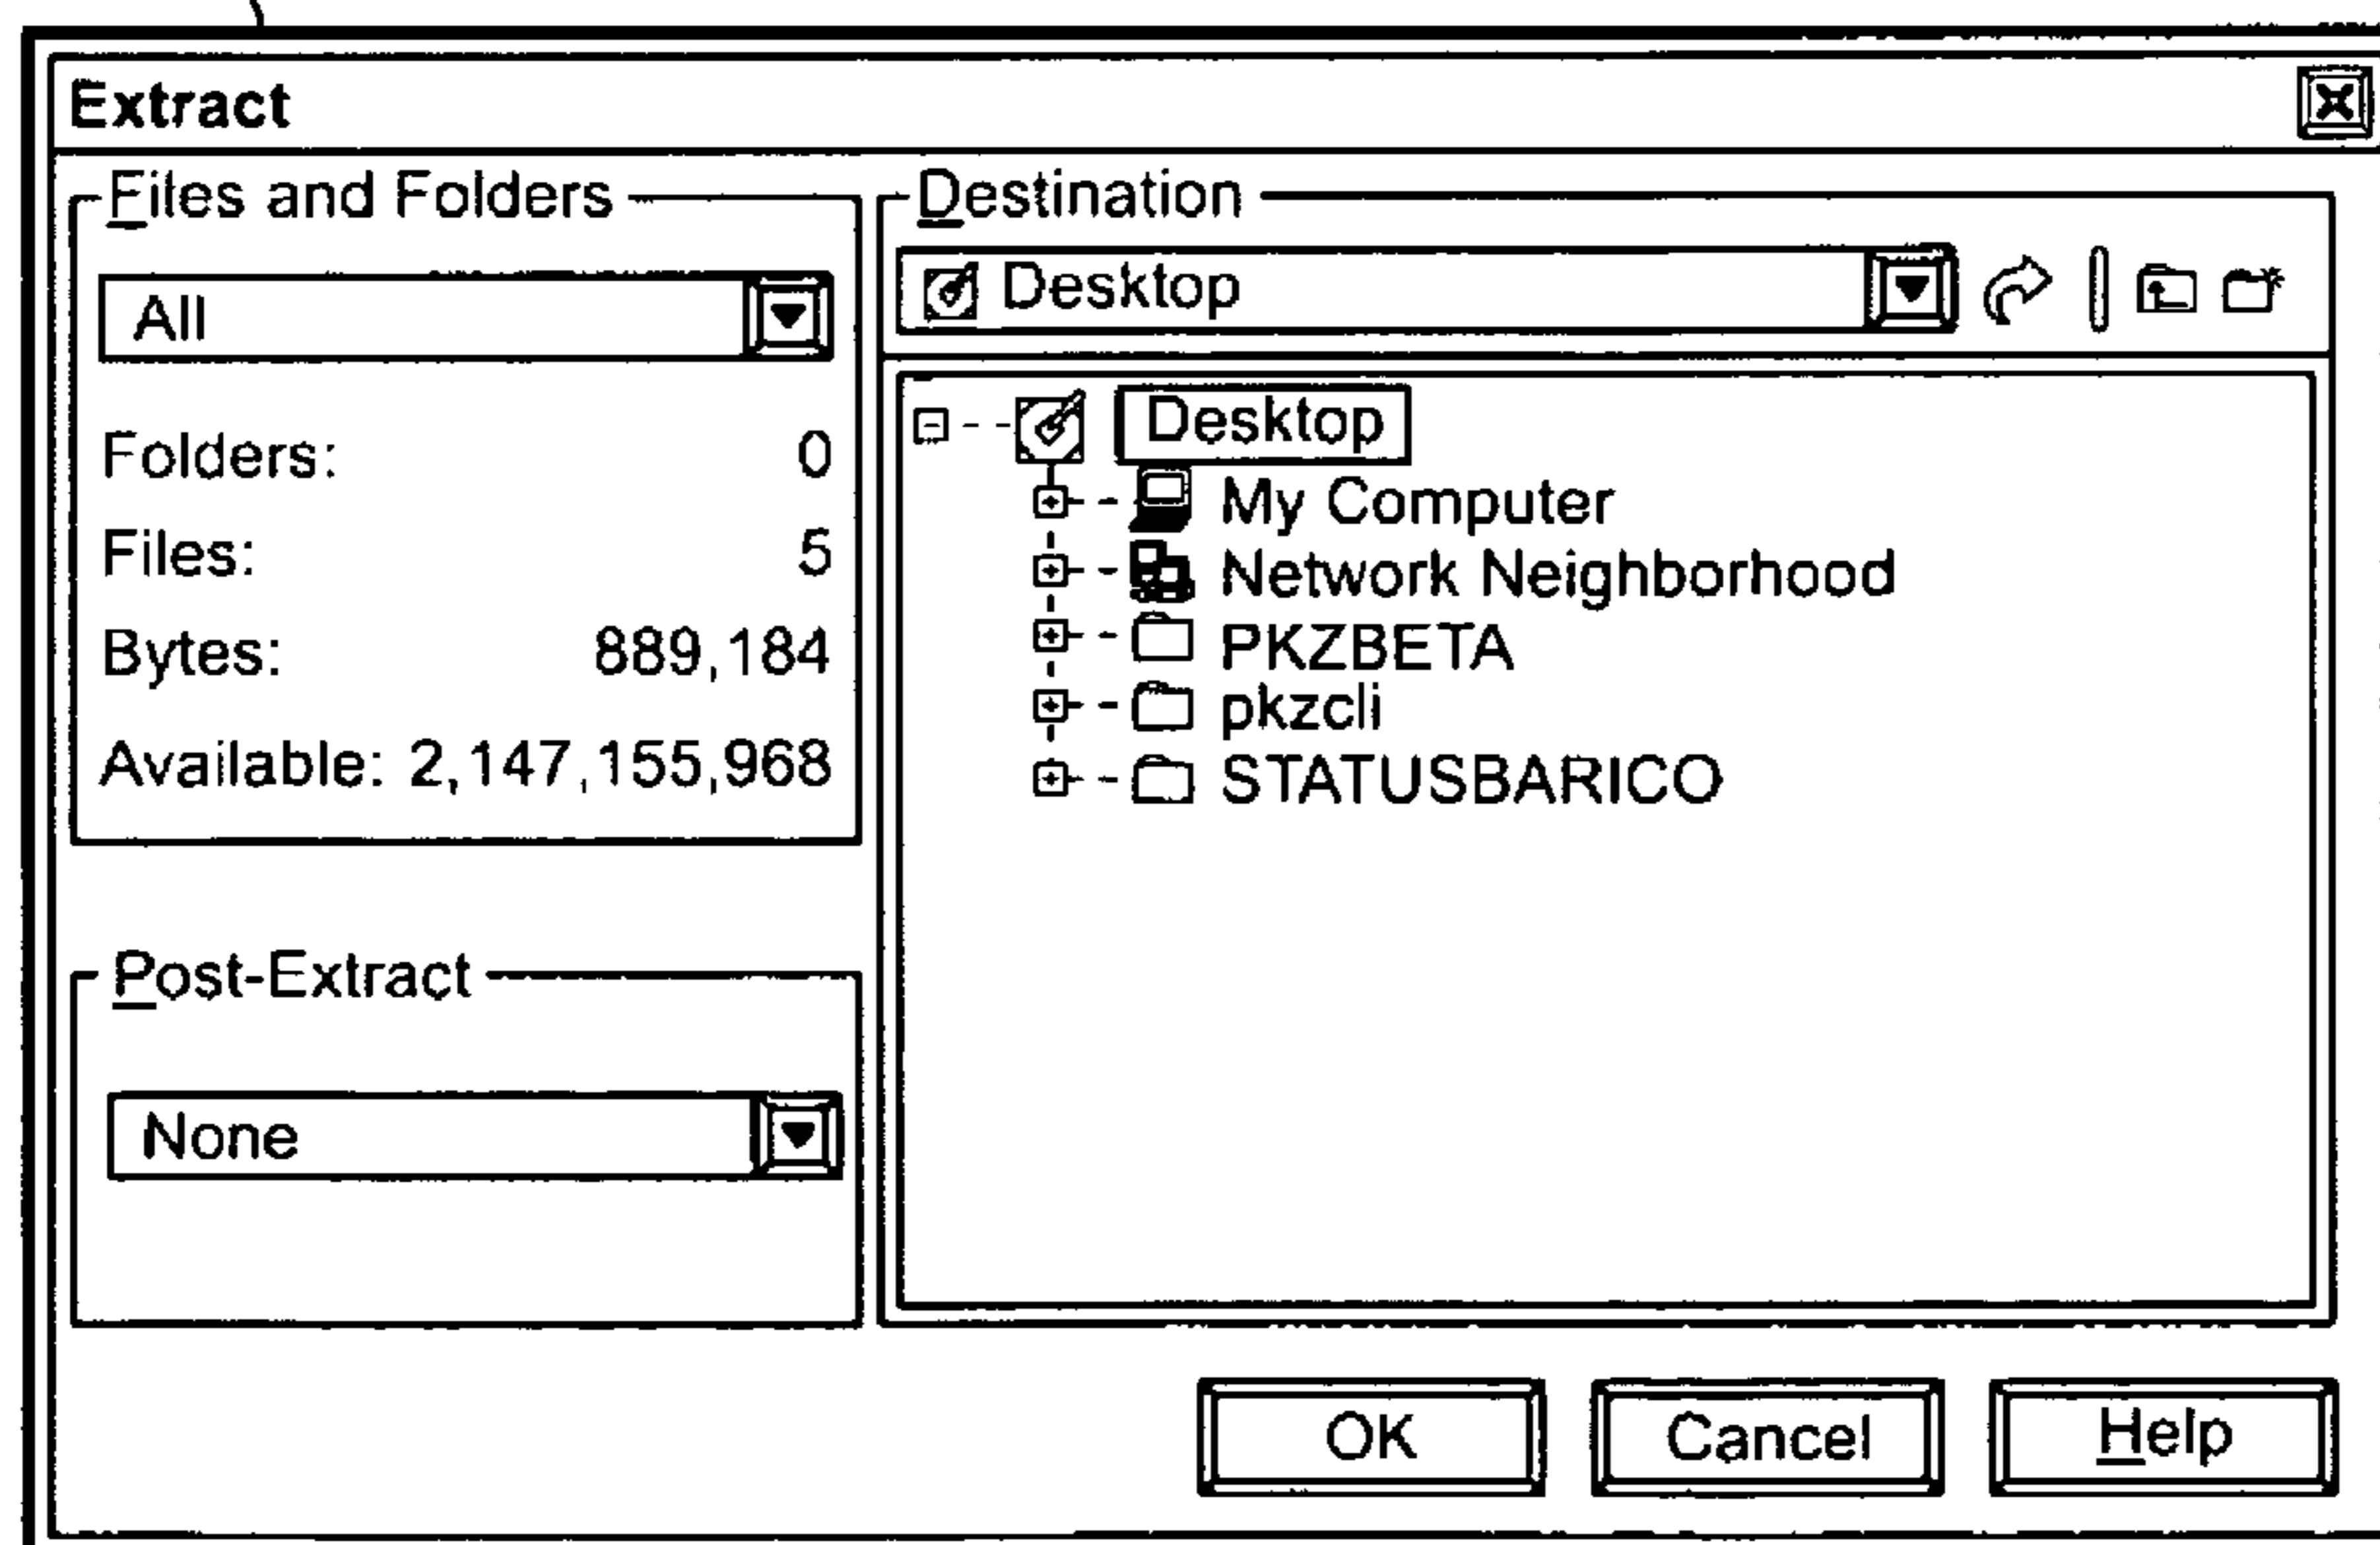 Extract
Files and Folders
All
Folders: 0
Files: 5
Bytes: 889,184
Available: 2,147,155,968
Post-Extract
None
Destination
Desktop
Desktop
My Computer
Network Neighborhood
PKZBETA
pkzcli
STATUSBARICO
OK
Cancel
Help